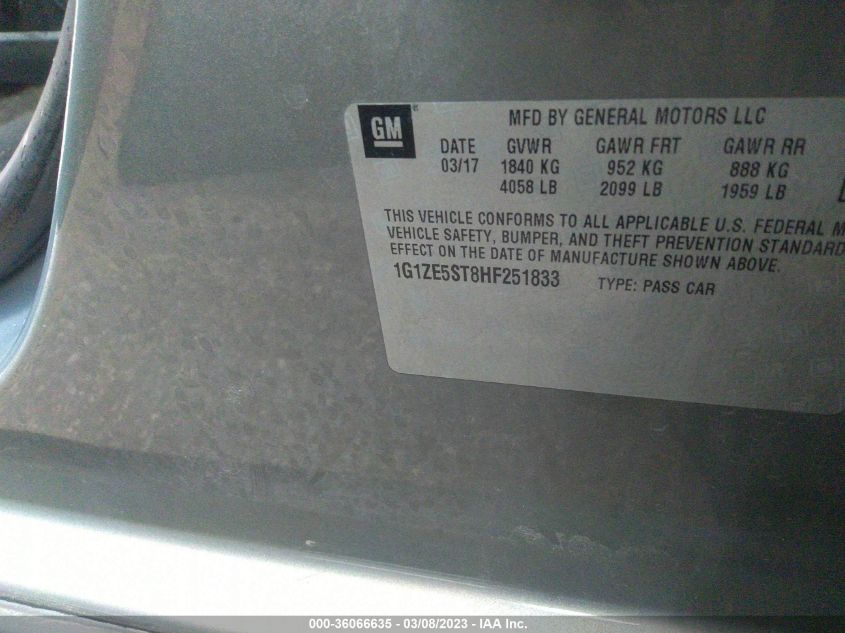 GM
MFD BY GENERAL MOTORS LLC
DATE GVWR GAWR FRT GAWR RR
03/17 1840 KG 952 KG 888 KG
4058 LB 2099 LB 1959 LB
THIS VEHICLE CONFORMS TO ALL APPLICABLE U.S. FEDERAL M
VEHICLE SAFETY, BUMPER, AND THEFT PREVENTION STANDARD
EFFECT ON THE DATE OF MANUFACTURE SHOWN ABOVE.
1G1ZE5ST8HF251833 TYPE: PASS CAR
000-36066635 - 03/08/2023 - IAA Inc.